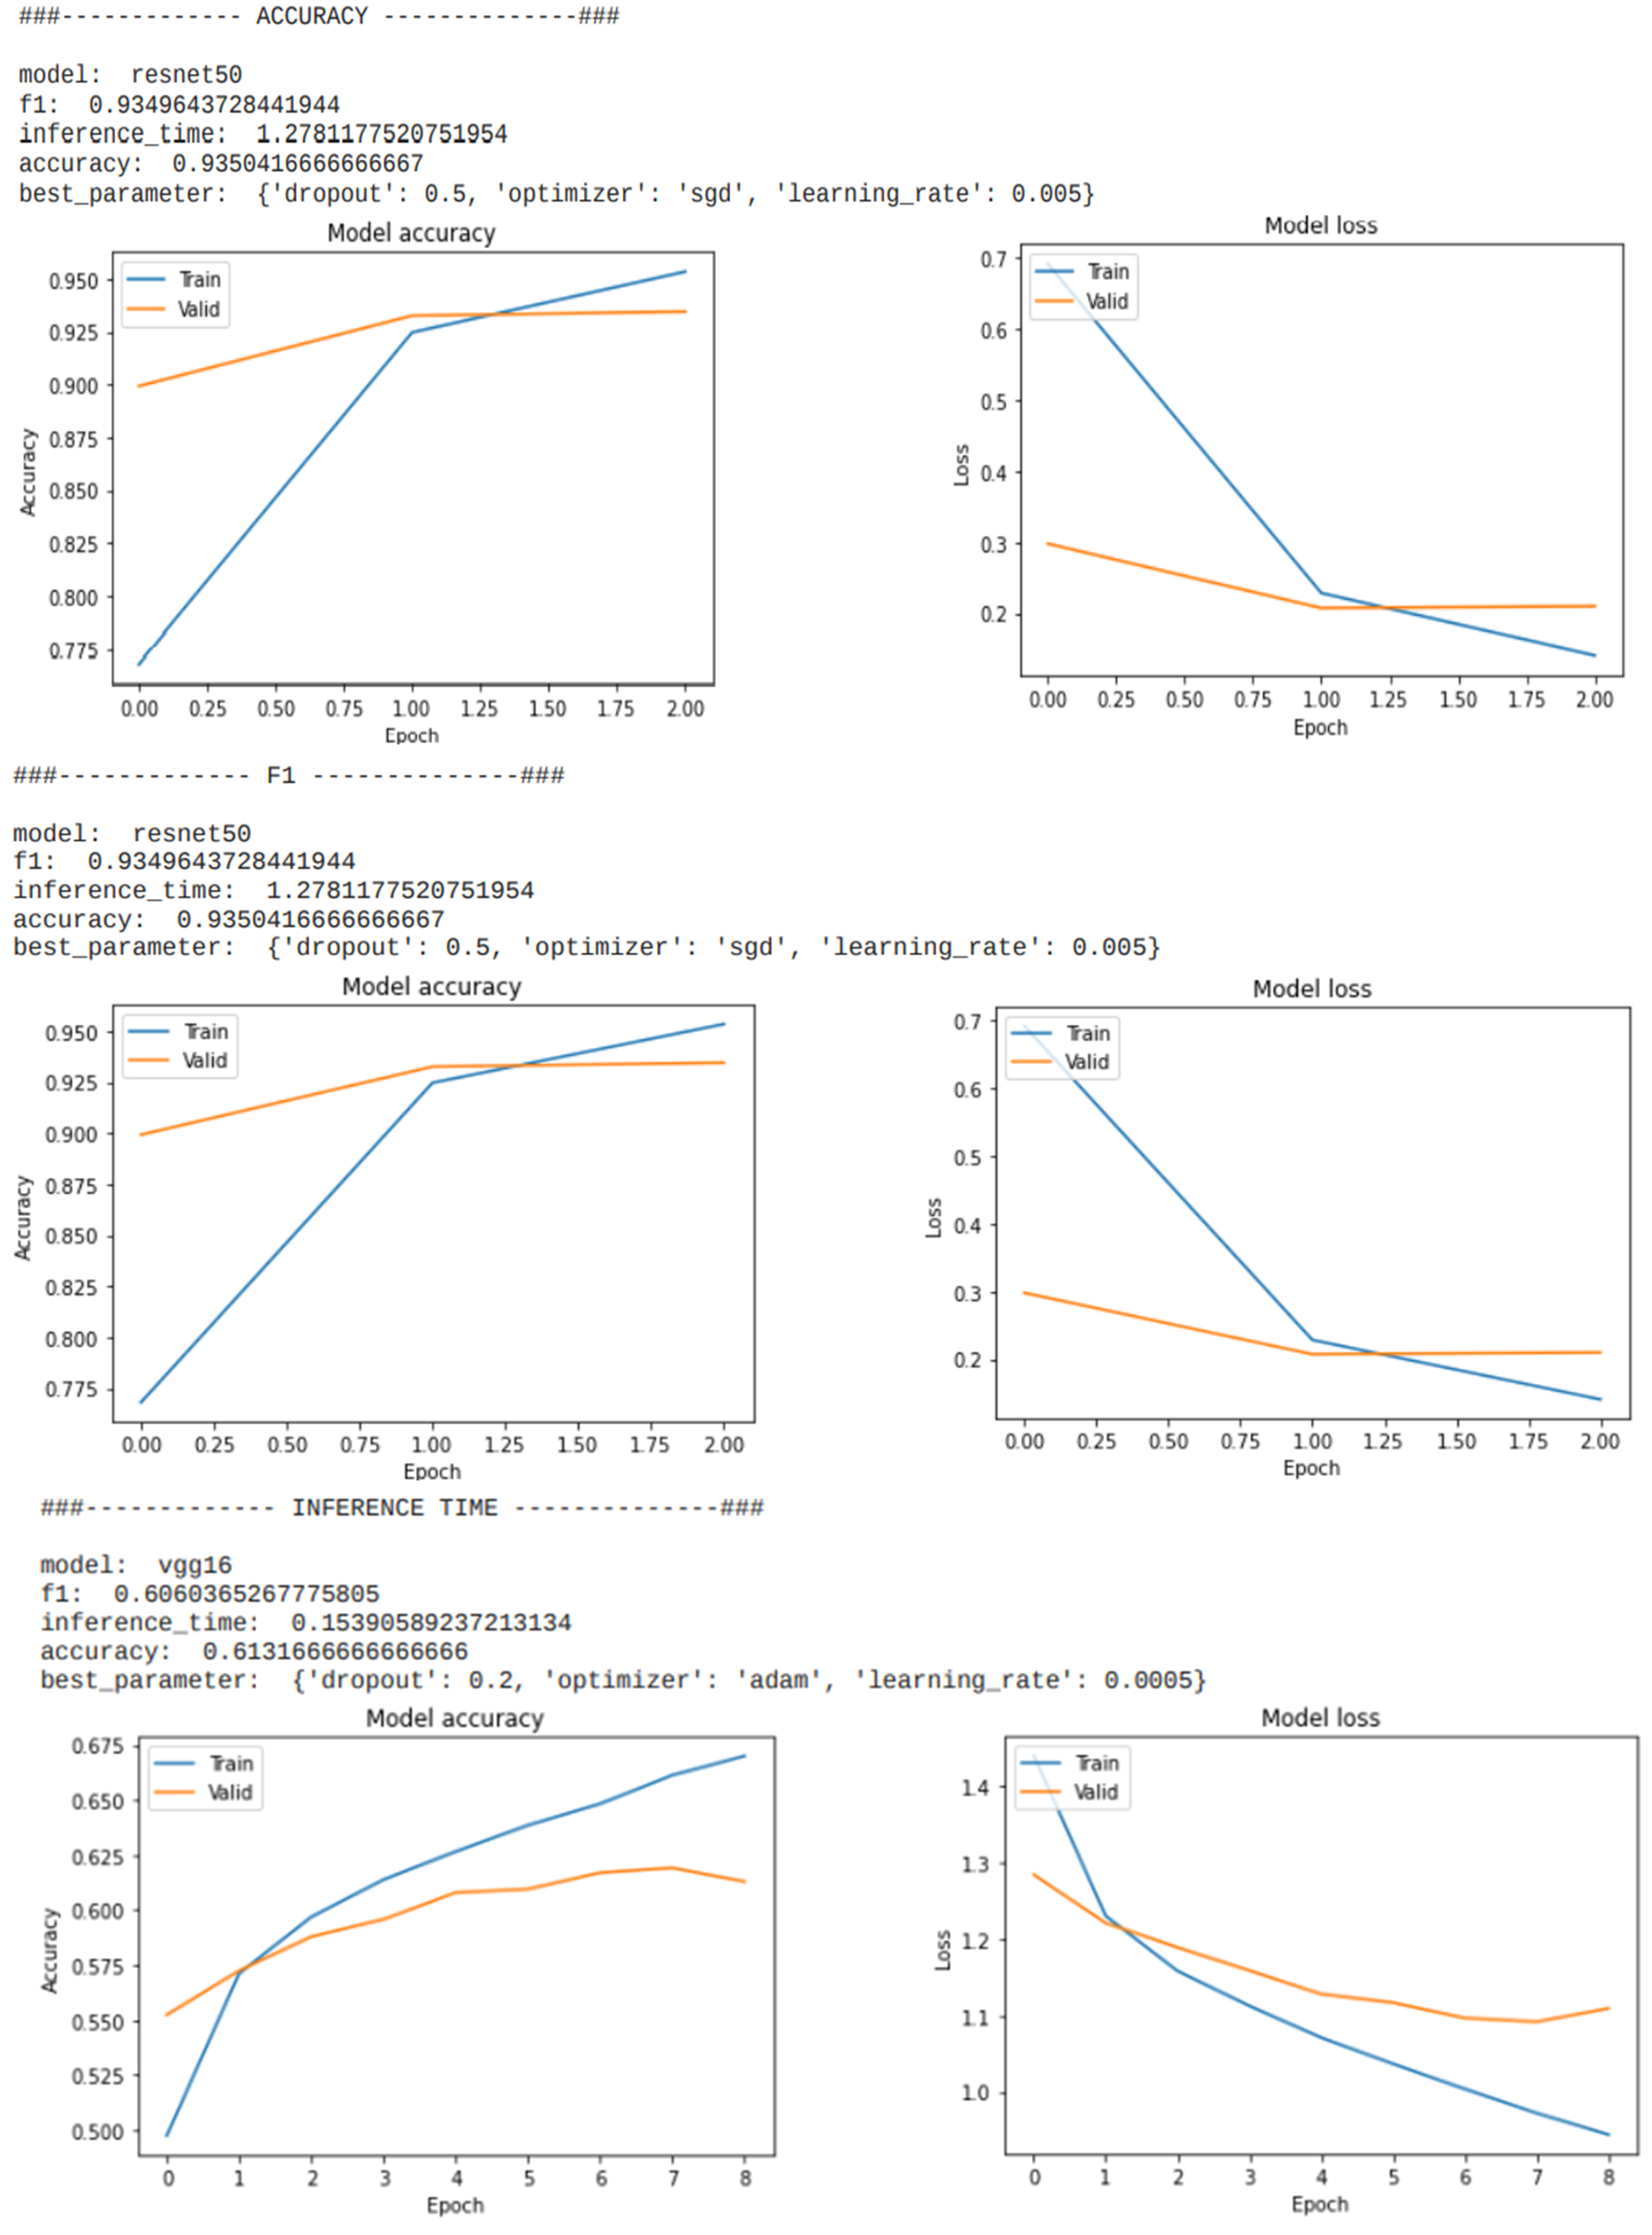 ###------------- ACCURACY --------------###
model:  resnet50
f1:  0.9349643728441944
inference_time:  1.2781177520751954
accuracy:  0.9350416666666667
best_parameter:  {'dropout': 0.5, 'optimizer': 'sgd', 'learning_rate': 0.005}
Model accuracy
Train
Valid
0.950
0.925
0.900
0.875
0.850
0.825
0.800
0.775
Accuracy
0.00 0.25 0.50 0.75 1.00 1.25 1.50 1.75 2.00
Epoch
Model loss
Train
Valid
0.7
0.6
0.5
0.4
0.3
0.2
Loss
0.00 0.25 0.50 0.75 1.00 1.25 1.50 1.75 2.00
Epoch
###------------- F1 --------------###
model:  resnet50
f1:  0.9349643728441944
inference_time:  1.2781177520751954
accuracy:  0.9350416666666667
best_parameter:  {'dropout': 0.5, 'optimizer': 'sgd', 'learning_rate': 0.005}
Model accuracy
Train
Valid
0.950
0.925
0.900
0.875
0.850
0.825
0.800
0.775
Accuracy
0.00 0.25 0.50 0.75 1.00 1.25 1.50 1.75 2.00
Epoch
Model loss
Train
Valid
0.7
0.6
0.5
0.4
0.3
0.2
Loss
0.00 0.25 0.50 0.75 1.00 1.25 1.50 1.75 2.00
Epoch
###------------- INFERENCE TIME --------------###
model:  vgg16
f1:  0.6060365267775805
inference_time:  0.15390589237213134
accuracy:  0.6131666666666666
best_parameter:  {'dropout': 0.2, 'optimizer': 'adam', 'learning_rate': 0.0005}
Model accuracy
Train
Valid
0.675
0.650
0.625
0.600
0.575
0.550
0.525
0.500
Accuracy
0 1 2 3 4 5 6 7 8
Epoch
Model loss
Train
Valid
1.4
1.3
1.2
1.1
1.0
Loss
0 1 2 3 4 5 6 7 8
Epoch